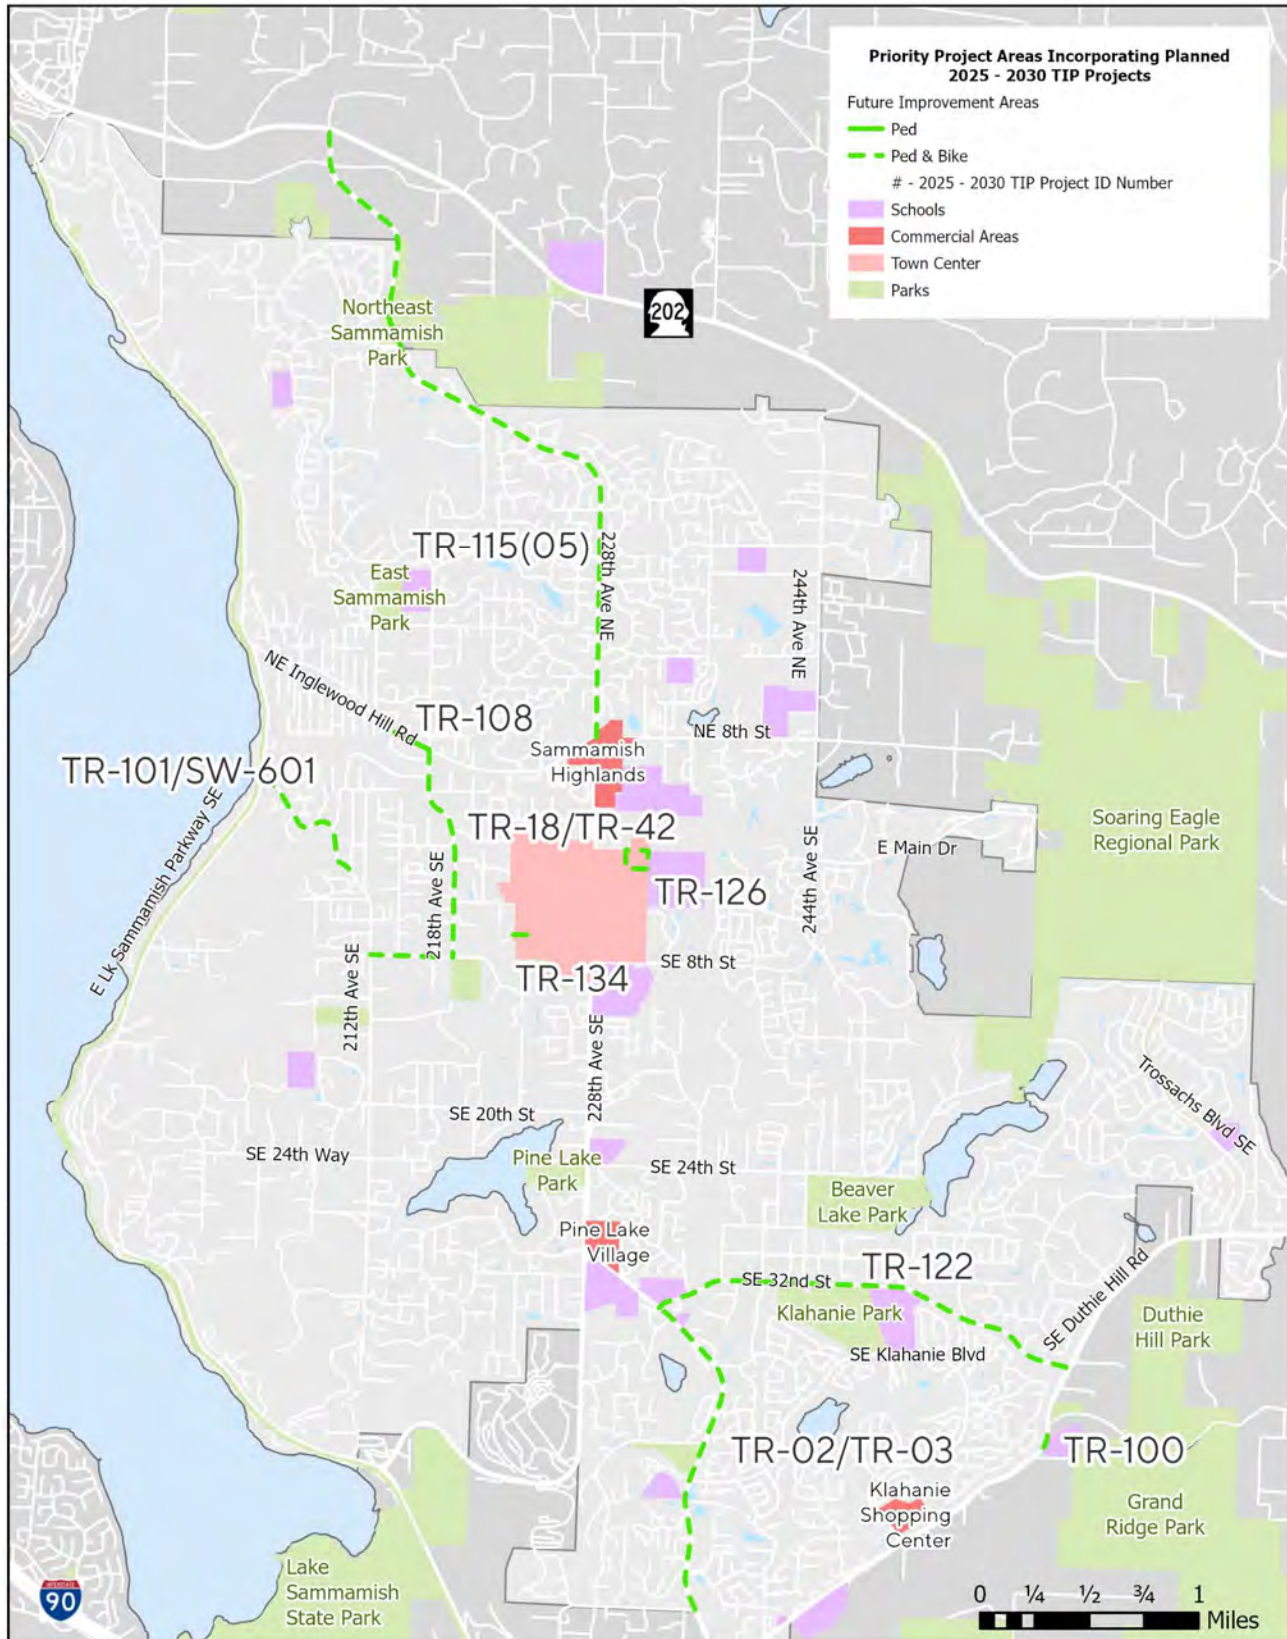 Priority Project Areas Incorporating Planned
2025 - 2030 TIP Projects
Future Improvement Areas
Ped
Ped & Bike
# - 2025 - 2030 TIP Project ID Number
Schools
Commercial Areas
Town Center
Parks
202
Northeast
Sammamish
Park
TR-115(05)
228th Ave NE
244th Ave NE
East
Sammamish
Park
NE Inglewood Hill Rd
TR-108
NE 8th St
Sammamish
Highlands
TR-101/SW-601
E Lk Sammamish Parkway SE
TR-18/TR-42
Soaring Eagle
Regional Park
E Main Dr
218th Ave SE
244th Ave SE
TR-126
SE 8th St
TR-134
212th Ave SE
228th Ave SE
Trossachs Blvd SE
SE 20th St
SE 24th Way
Pine Lake
Park
SE 24th St
Beaver
Lake Park
Pine Lake
Village
TR-122
SE 32nd St
SE Duthie Hill Rd
Klahanie Park
Duthie
Hill Park
SE Klahanie Blvd
TR-02/TR-03
TR-100
Klahanie
Shopping
Center
Grand
Ridge Park
Lake
Sammamish
State Park
INTERSTATE
90
0 1/4 1/2 3/4 1
Miles